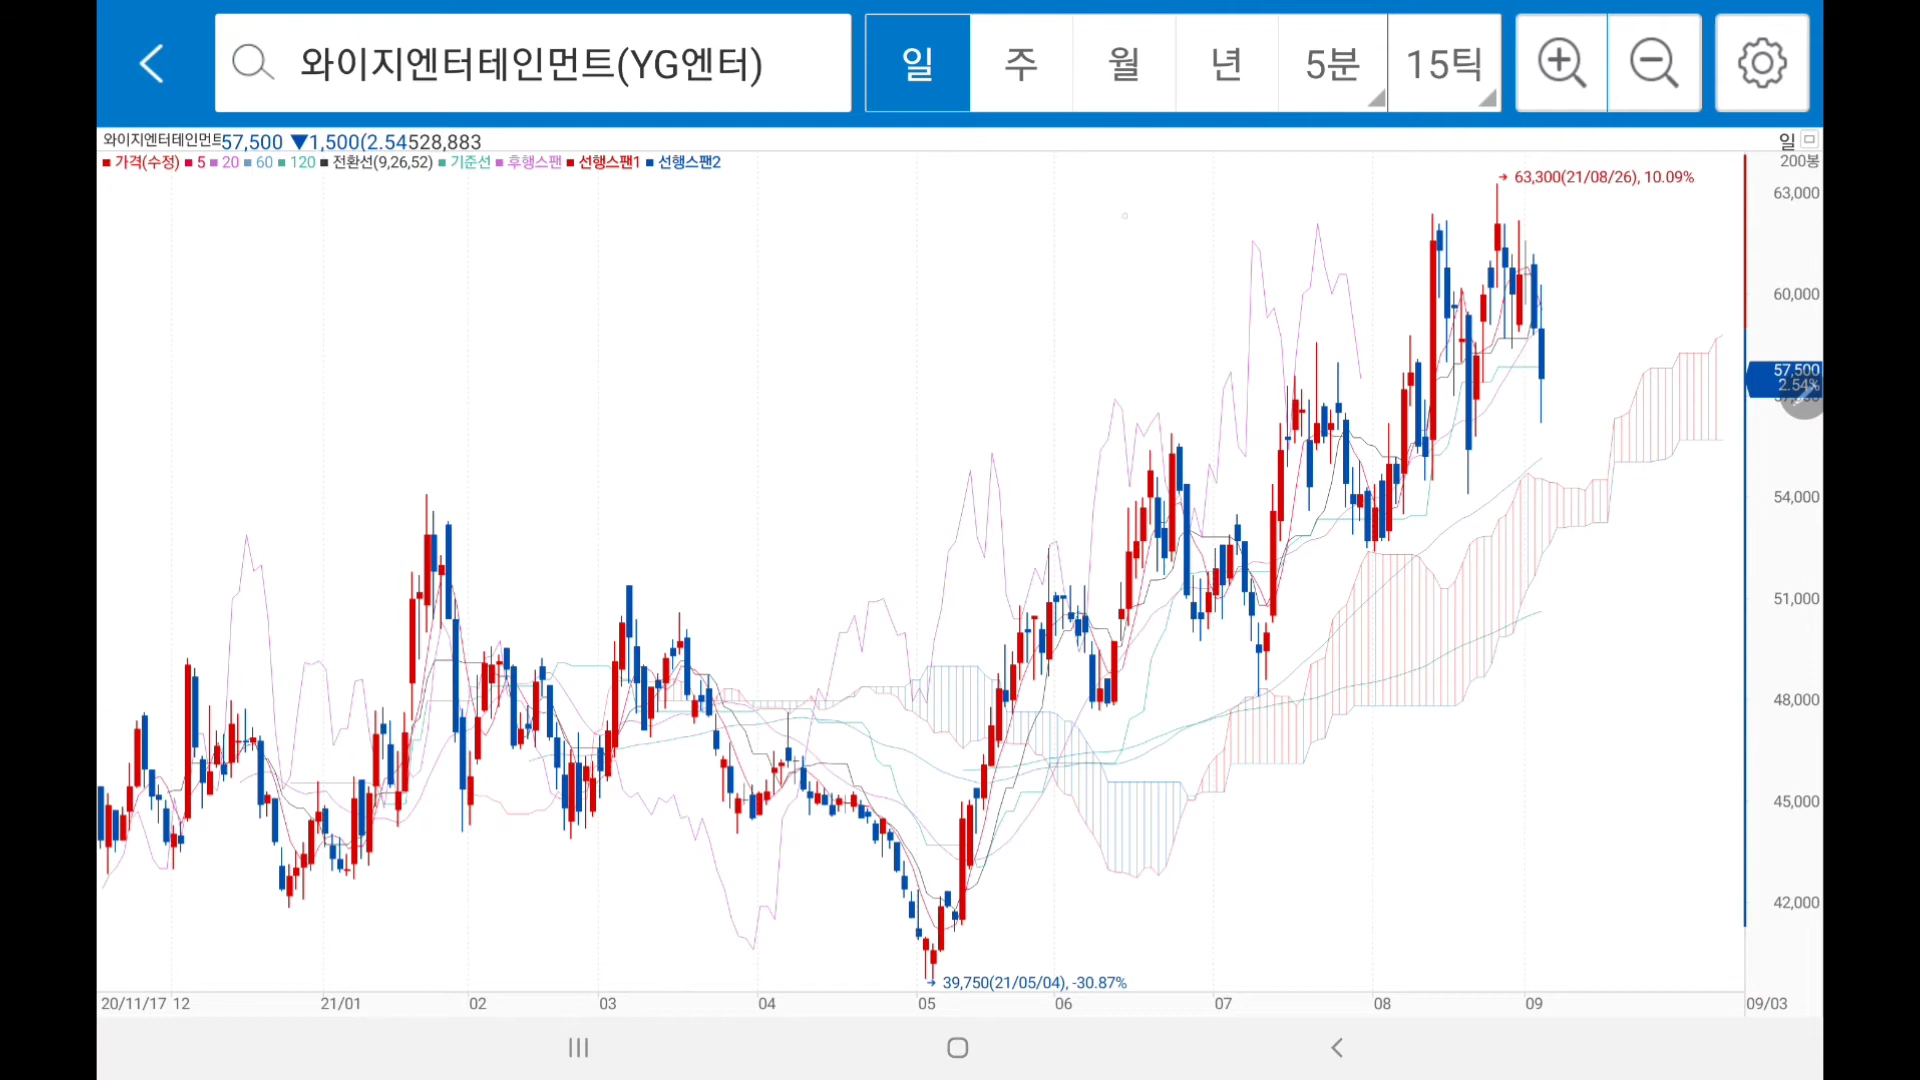 와이지엔터테인먼트(YG엔터) 일 주 월 년 5분 15틱
와이지엔터테인먼트57,500 ▼1,500(2.54528,883 일
가격(수정) 5 20 60 120 전환선(9,26,52) 기준선 후행스팬 선행스팬1 선행스팬2 200봉
63,300(21/08/26), 10.09%
63,000
60,000
57,500
2.54%
54,000
51,000
48,000
45,000
42,000
39,750(21/05/04), -30.87%
20/11/17 12 21/01 02 03 04 05 06 07 08 09 09/03